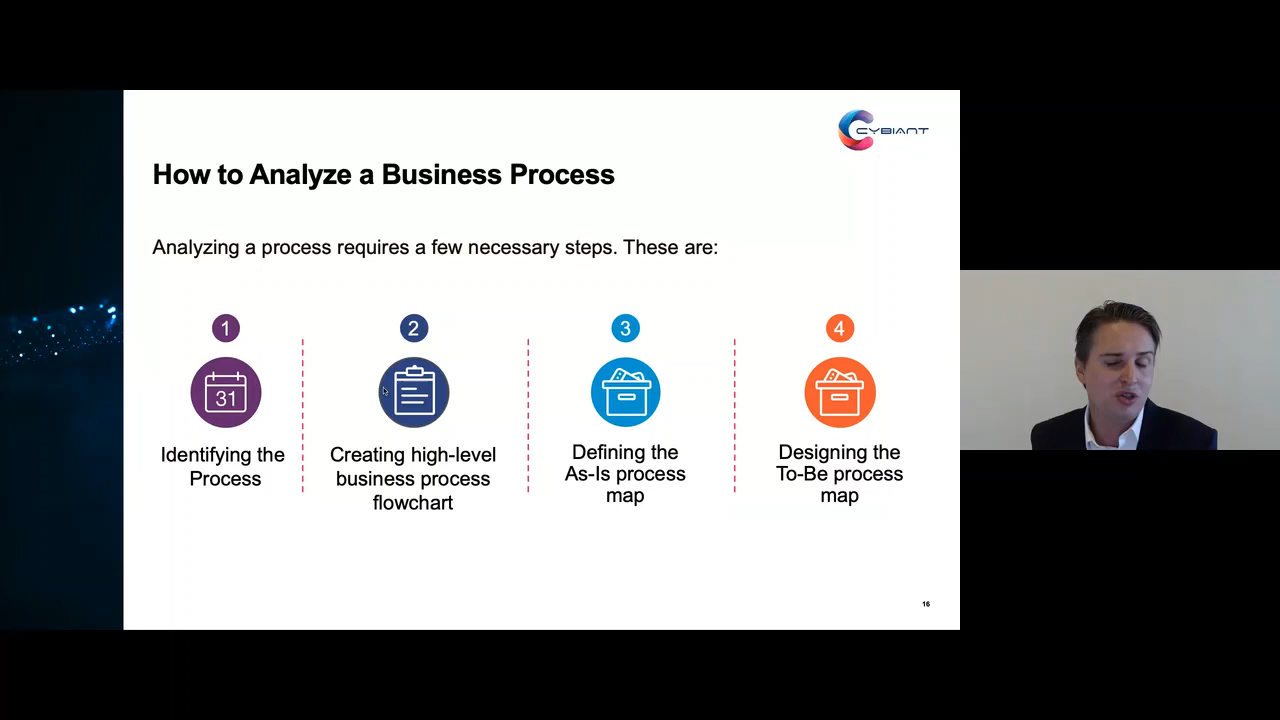 CYBIANT
How to Analyze a Business Process
Analyzing a process requires a few necessary steps. These are:
1
31
Identifying the
Process
2
Creating high-level
business process
flowchart
3
Defining the
As-Is process
map
4
Designing the
To-Be process
map
16